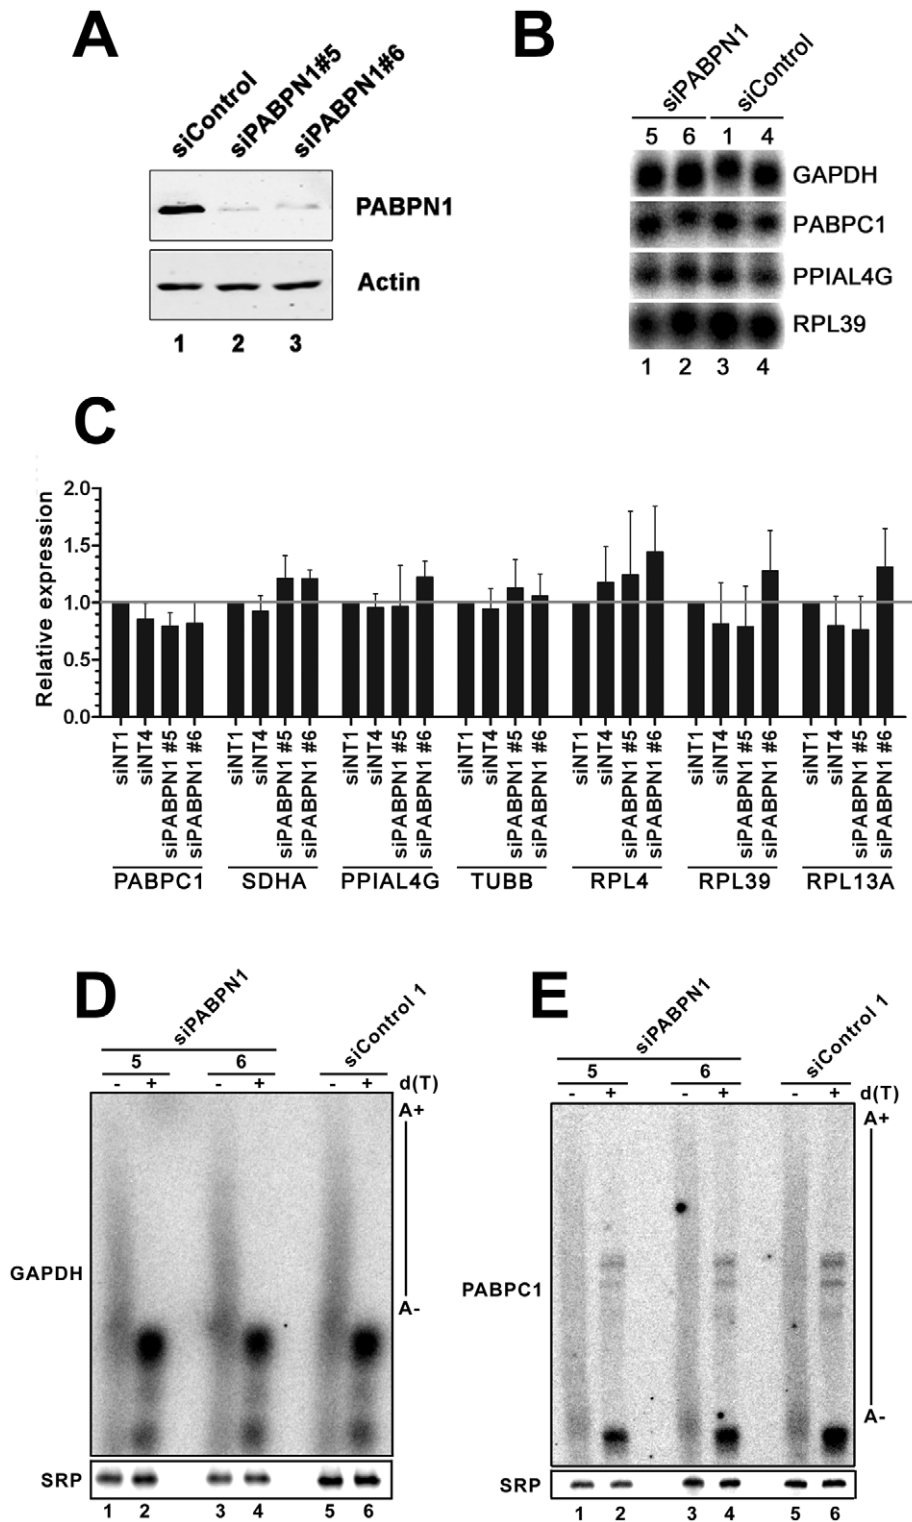 A
siControl
siPABPN1#5
siPABPN1#6
PABPN1
Actin
1 2 3
B
siPABPN1
siControl
5 6 1 4
GAPDH
PABPC1
PPIAL4G
RPL39
1 2 3 4
C
Relative expression
2.0
1.5
1.0
0.5
0.0
siNT1 siNT4 siPABPN1 #5 siPABPN1 #6 siNT1 siNT4 siPABPN1 #5 siPABPN1 #6 siNT1 siNT4 siPABPN1 #5 siPABPN1 #6 siNT1 siNT4 siPABPN1 #5 siPABPN1 #6 siNT1 siNT4 siPABPN1 #5 siPABPN1 #6 siNT1 siNT4 siPABPN1 #5 siPABPN1 #6 siNT1 siNT4 siPABPN1 #5 siPABPN1 #6
PABPC1 SDHA PPIAL4G TUBB RPL4 RPL39 RPL13A
D
siPABPN1
siControl 1
5 6
- + - + - + d(T)
A+
GAPDH
A-
SRP
1 2 3 4 5 6
E
siPABPN1
siControl 1
5 6
- + - + - + d(T)
A+
PABPC1
A-
SRP
1 2 3 4 5 6